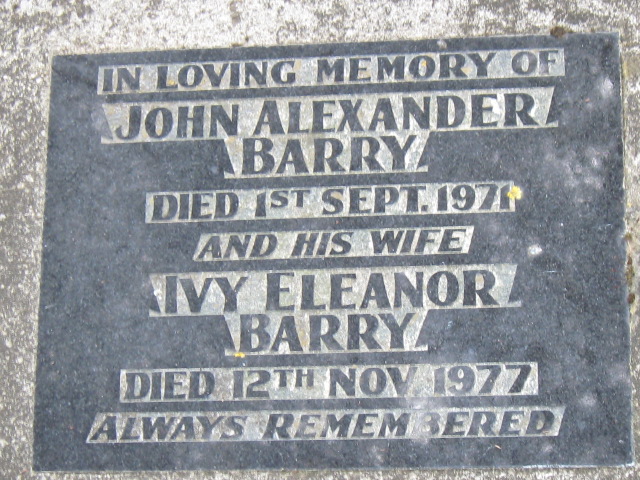 IN LOVING MEMORY OF
JOHN ALEXANDER
BARRY
DIED 1ST SEPT. 1971
AND HIS WIFE
IVY ELEANOR
BARRY
DIED 12TH NOV 1977
ALWAYS REMEMBERED